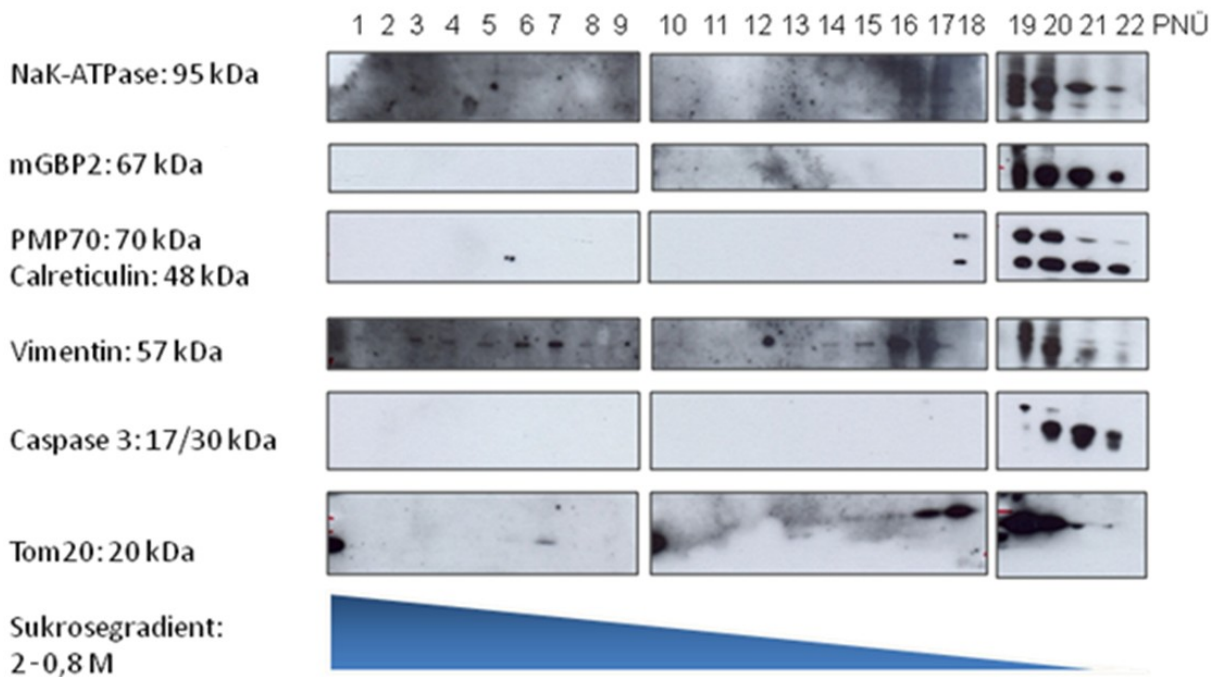 1 2 3 4 5 6 7 8 9 10 11 12 13 14 15 16 17 18 19 20 21 22 PNÜ
NaK-ATPase: 95 kDa
mGBP2: 67 kDa
PMP70: 70 kDa
Calreticulin: 48 kDa
Vimentin: 57 kDa
Caspase 3: 17/30 kDa
Tom20: 20 kDa
Sukrosegradient:
2-0,8 M